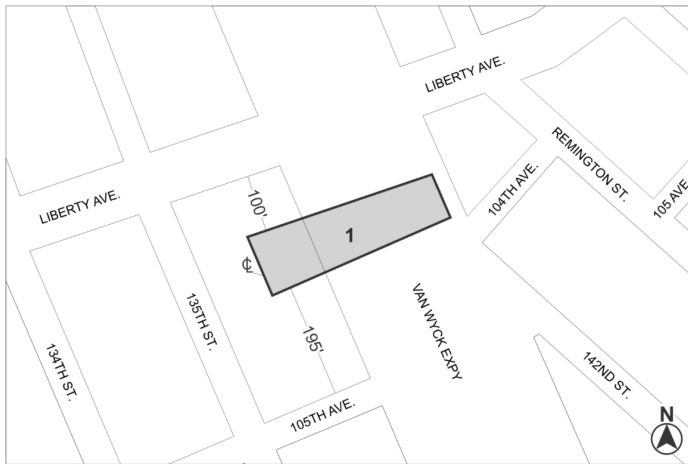 LIBERTY AVE.
REMINGTON ST.
104TH AVE.
105 AVE
100'
LIBERTY AVE.
1
℄
135TH ST.
VAN WYCK EXPY
195'
134TH ST.
142ND ST.
105TH AVE.
N